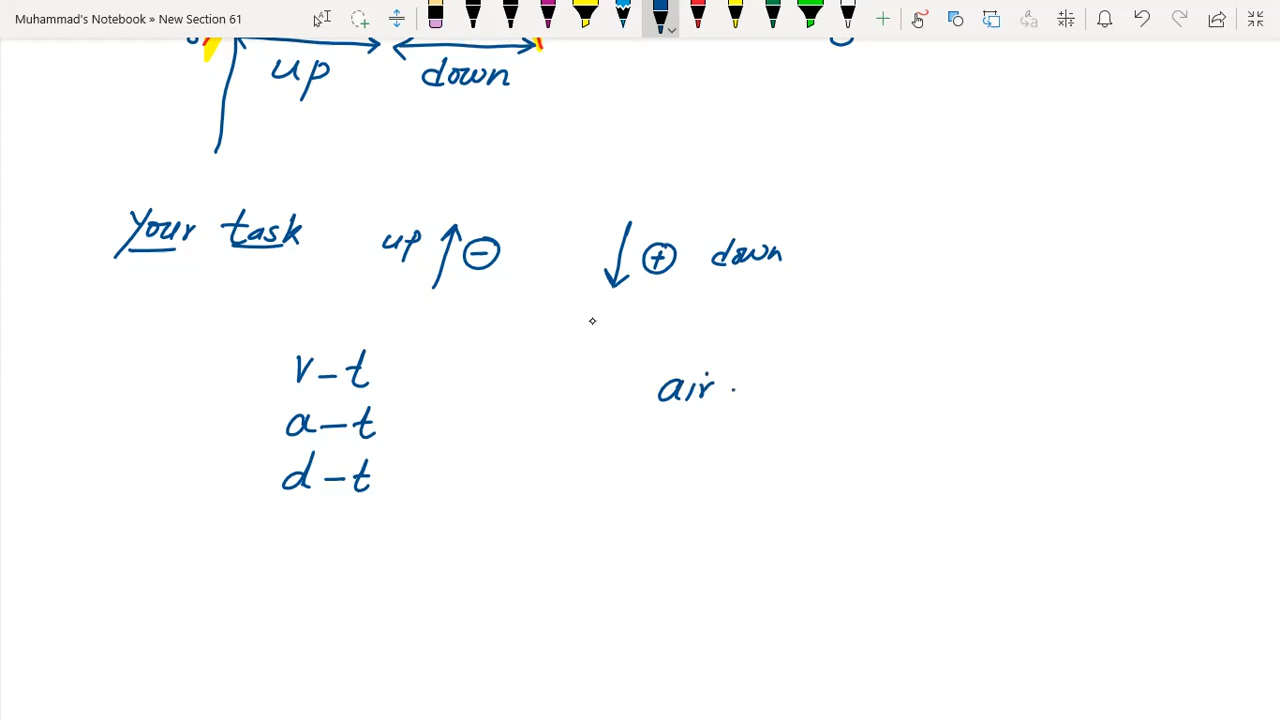 Muhammad's Notebook » New Section 61
up down
Your task up ↑ ⊖ ↓ ⊕ down
v-t
air .
a-t
d-t